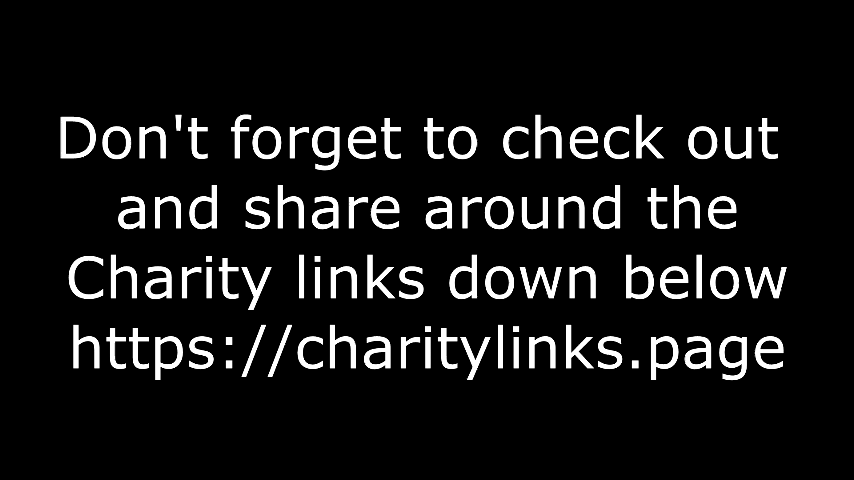 Don't forget to check out
and share around the
Charity links down below
https://charitylinks.page